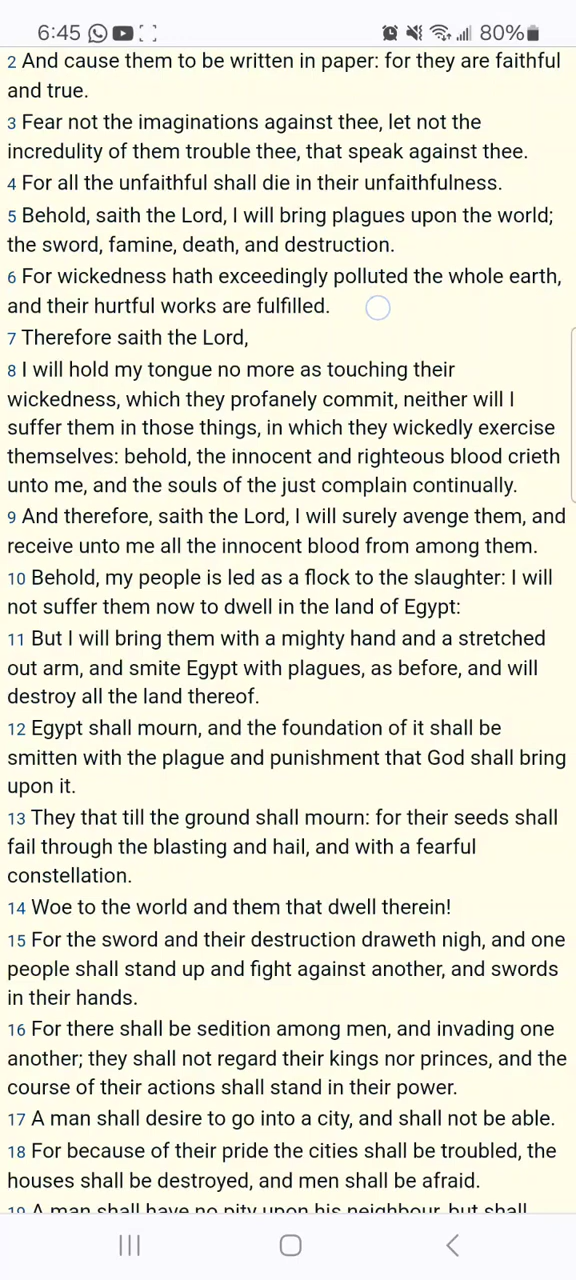 6:45 80%
2 And cause them to be written in paper: for they are faithful
and true.
3 Fear not the imaginations against thee, let not the
incredulity of them trouble thee, that speak against thee.
4 For all the unfaithful shall die in their unfaithfulness.
5 Behold, saith the Lord, I will bring plagues upon the world;
the sword, famine, death, and destruction.
6 For wickedness hath exceedingly polluted the whole earth,
and their hurtful works are fulfilled.
7 Therefore saith the Lord,
8 I will hold my tongue no more as touching their
wickedness, which they profanely commit, neither will I
suffer them in those things, in which they wickedly exercise
themselves: behold, the innocent and righteous blood crieth
unto me, and the souls of the just complain continually.
9 And therefore, saith the Lord, I will surely avenge them, and
receive unto me all the innocent blood from among them.
10 Behold, my people is led as a flock to the slaughter: I will
not suffer them now to dwell in the land of Egypt:
11 But I will bring them with a mighty hand and a stretched
out arm, and smite Egypt with plagues, as before, and will
destroy all the land thereof.
12 Egypt shall mourn, and the foundation of it shall be
smitten with the plague and punishment that God shall bring
upon it.
13 They that till the ground shall mourn: for their seeds shall
fail through the blasting and hail, and with a fearful
constellation.
14 Woe to the world and them that dwell therein!
15 For the sword and their destruction draweth nigh, and one
people shall stand up and fight against another, and swords
in their hands.
16 For there shall be sedition among men, and invading one
another; they shall not regard their kings nor princes, and the
course of their actions shall stand in their power.
17 A man shall desire to go into a city, and shall not be able.
18 For because of their pride the cities shall be troubled, the
houses shall be destroyed, and men shall be afraid.
19 A man shall have no pity upon his neighbour, but shall